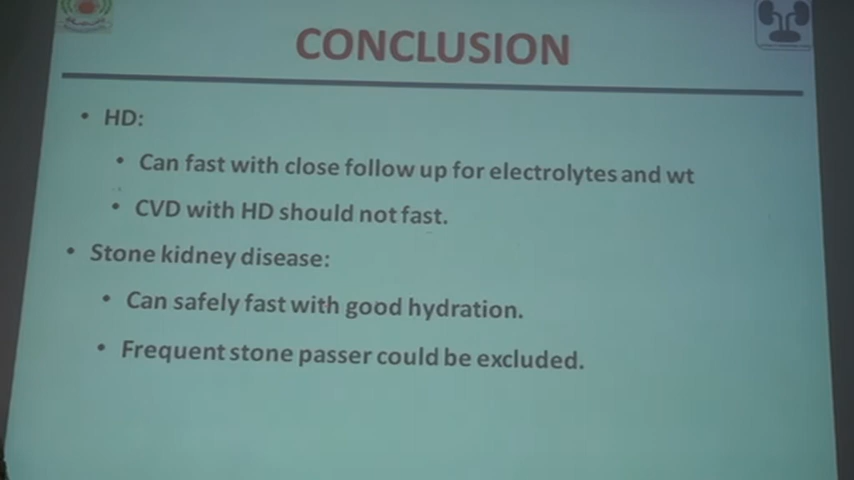 CONCLUSION
• HD:
• Can fast with close follow up for electrolytes and wt
• CVD with HD should not fast.
• Stone kidney disease:
• Can safely fast with good hydration.
• Frequent stone passer could be excluded.